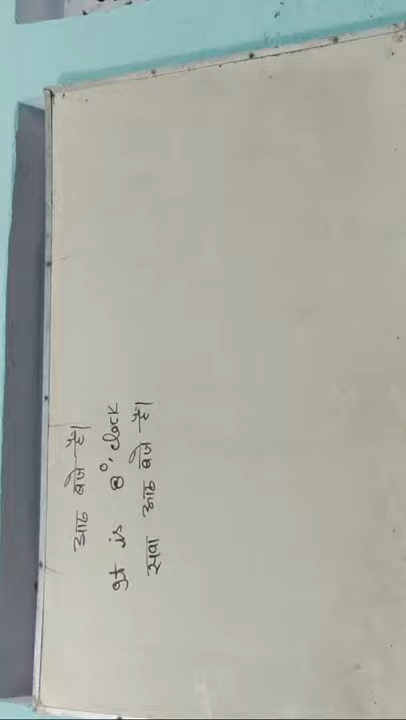 आठ बजे हैं।
It is 8 o'clock
सवा आठ बजे हैं।